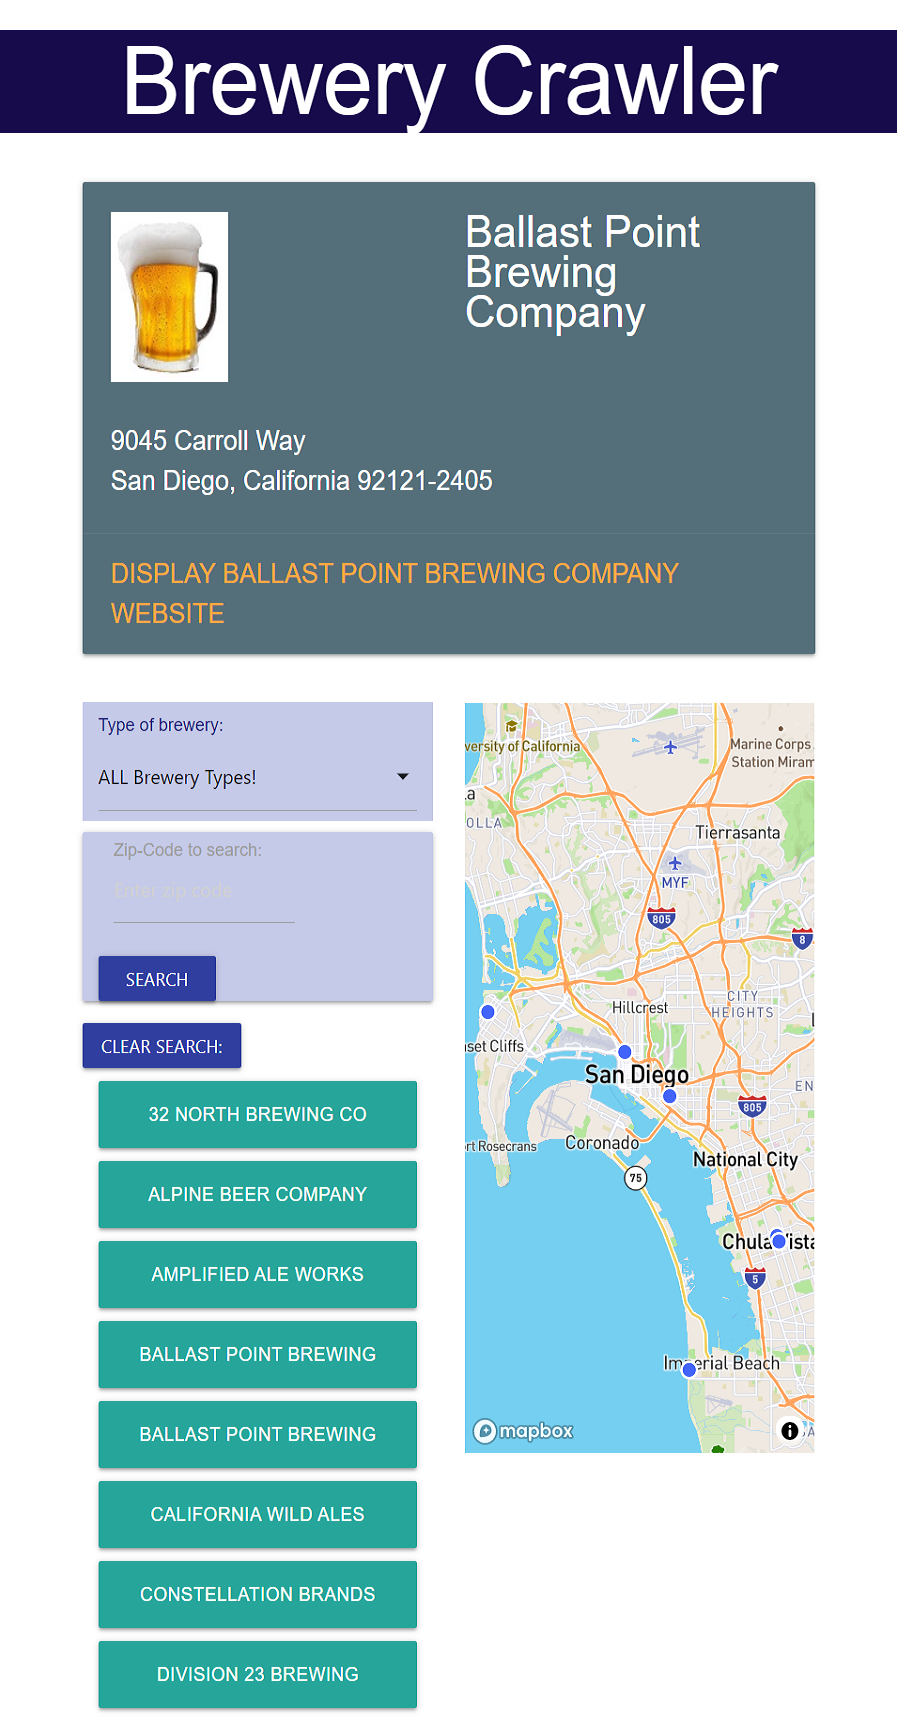 Brewery Crawler
Ballast Point
Brewing
Company
9045 Carroll Way
San Diego, California 92121-2405
DISPLAY BALLAST POINT BREWING COMPANY
WEBSITE
Type of brewery:
ALL Brewery Types!
Zip-Code to search:
Enter zip code
SEARCH
CLEAR SEARCH:
32 NORTH BREWING CO
ALPINE BEER COMPANY
AMPLIFIED ALE WORKS
BALLAST POINT BREWING
BALLAST POINT BREWING
CALIFORNIA WILD ALES
CONSTELLATION BRANDS
DIVISION 23 BREWING
versity of California
Marine Corps
Station Miram
la
OLLA
Tierrasanta
MYF
805
8
CITY
HEIGHTS
Hillcrest
nset Cliffs
San Diego
EN
805
rt Rosecrans
Coronado
National City
75
Chula Vista
5
Imperial Beach
mapbox